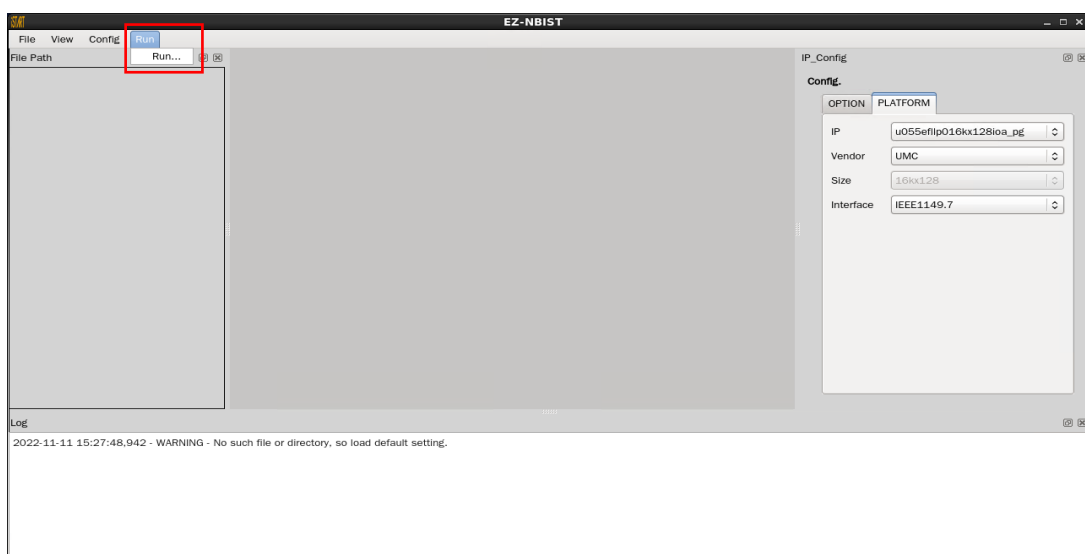 START
EZ-NBIST
File View Config Run
Run...
File Path
IP_Config
Config.
OPTION PLATFORM
IP u055efllp016kx128ioa_pg
Vendor UMC
Size 16kx128
Interface IEEE1149.7
Log
2022-11-11 15:27:48,942 - WARNING - No such file or directory, so load default setting.